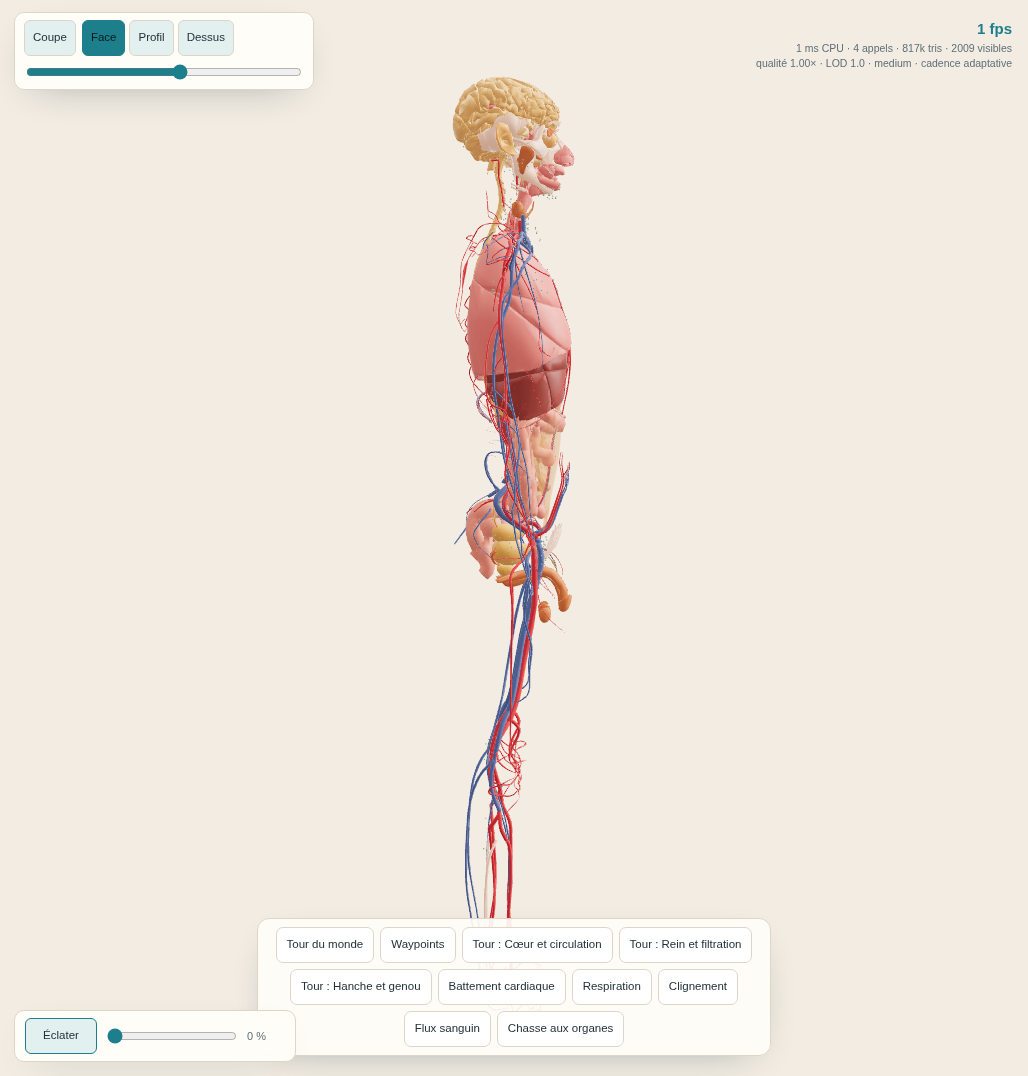 Coupe Face Profil Dessus
1 fps
1 ms CPU · 4 appels · 817k tris · 2009 visibles
qualité 1.00× · LOD 1.0 · medium · cadence adaptative
Tour du monde Waypoints Tour : Cœur et circulation Tour : Rein et filtration
Tour : Hanche et genou Battement cardiaque Respiration Clignement
Flux sanguin Chasse aux organes
Éclater 0 %